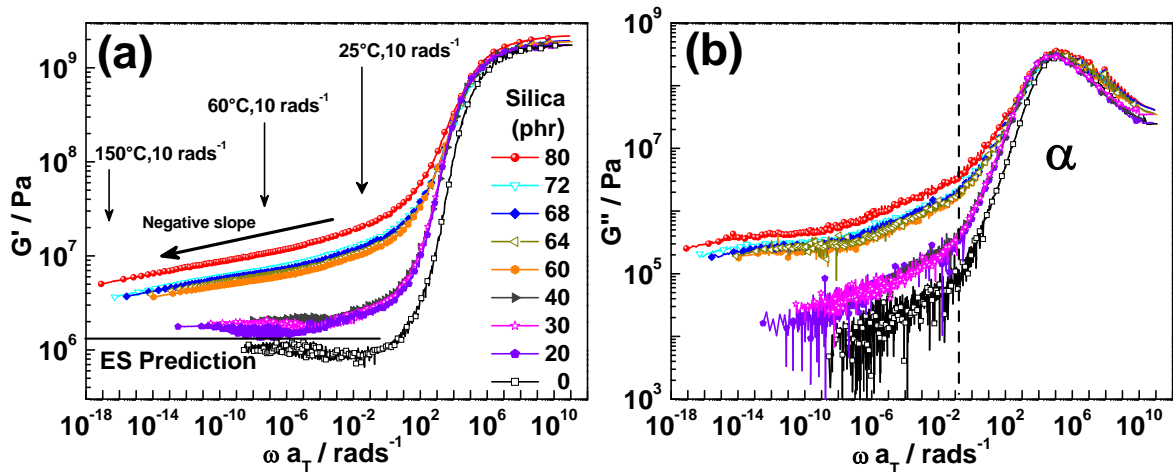 (a)
25°C,10 rads⁻¹
60°C,10 rads⁻¹
150°C,10 rads⁻¹
Negative slope
Silica
(phr)
80
72
68
64
60
40
30
20
0
ES Prediction
10⁹
10⁸
10⁷
10⁶
G' / Pa
10⁻¹⁸ 10⁻¹⁴ 10⁻¹⁰ 10⁻⁶ 10⁻² 10² 10⁶ 10¹⁰
ω a_T / rads⁻¹
(b)
α
10⁹
10⁷
10⁵
10³
G'' / Pa
10⁻¹⁸ 10⁻¹⁴ 10⁻¹⁰ 10⁻⁶ 10⁻² 10² 10⁶ 10¹⁰
ω a_T / rads⁻¹